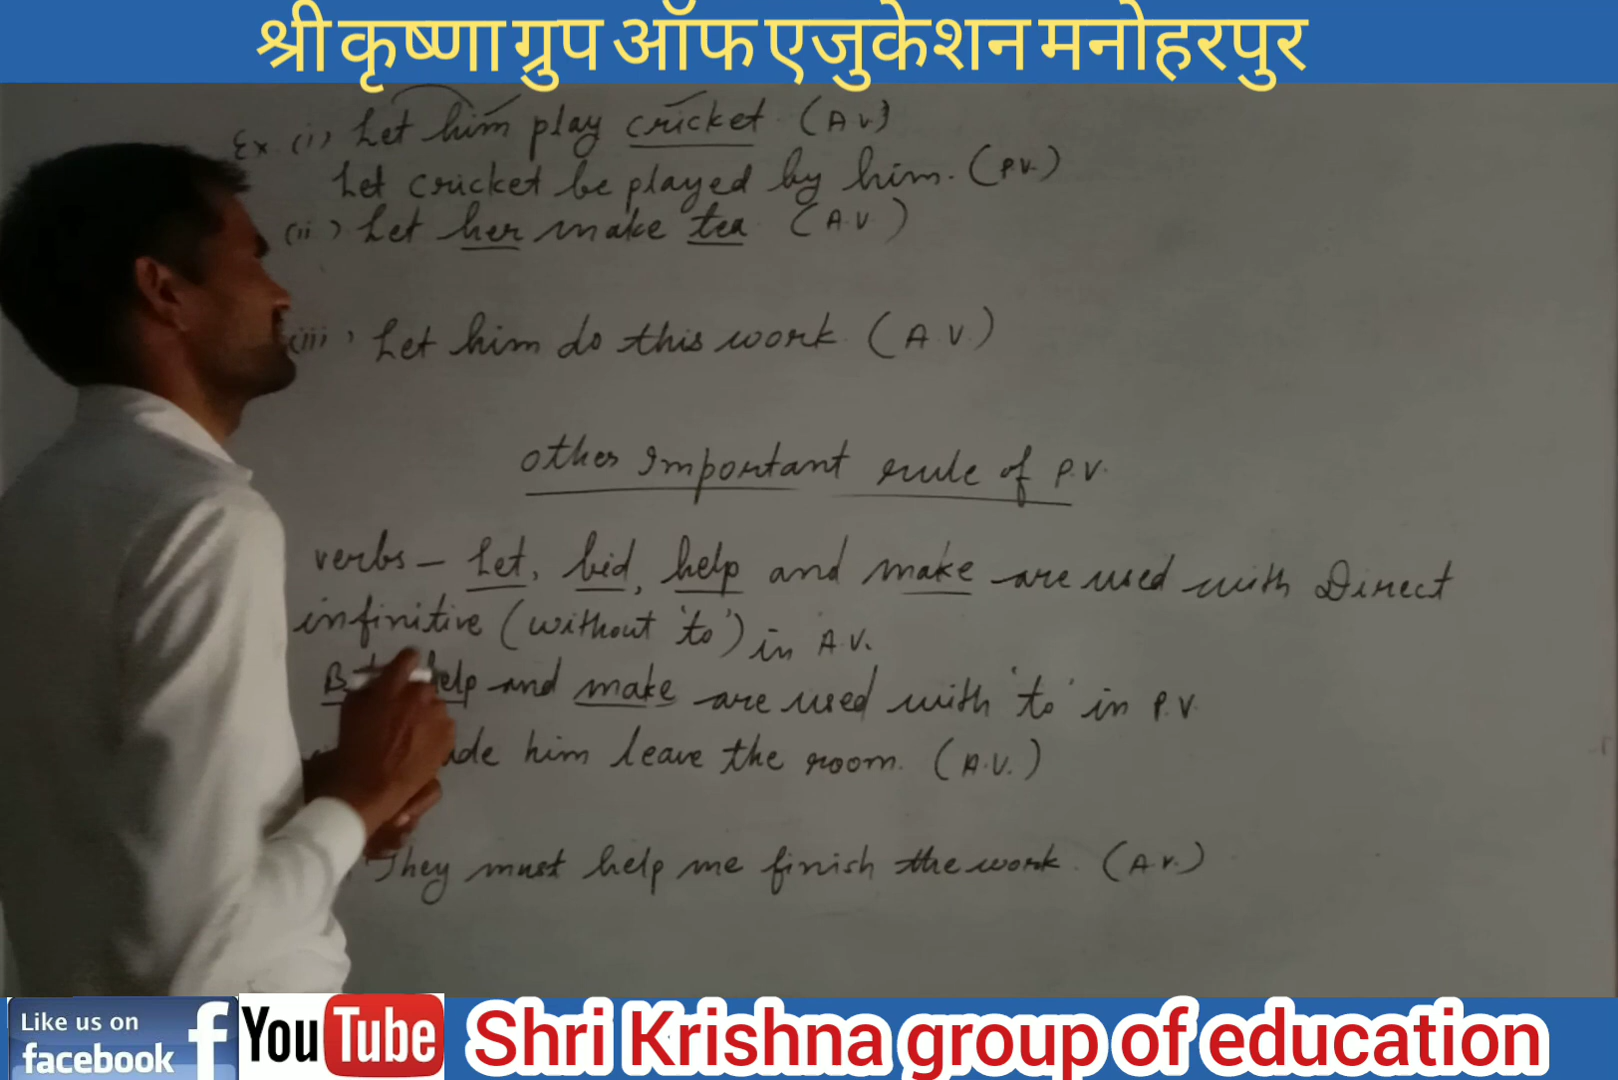 श्री कृष्णा ग्रुप ऑफ एजुकेशन मनोहरपुर
Ex. (i) Let him play cricket (A.V)
Let cricket be played by him. (P.V.)
(ii) Let her make tea (A.V)
(iii) Let him do this work (A.V.)
Other Important rule of P.V.
verbs - Let, bid, help and make are used with Direct
infinitive (without 'to') in A.V.
help and make are used with 'to' in P.V.
him leave the room. (A.V.)
They must help me finish the work. (A.V.)
Like us on
facebook
f
YouTube
Shri Krishna group of education